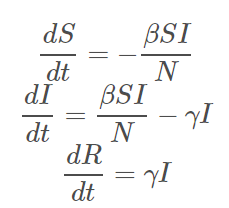 dS/dt = −βSI/N
dI/dt = βSI/N − γI
dR/dt = γI